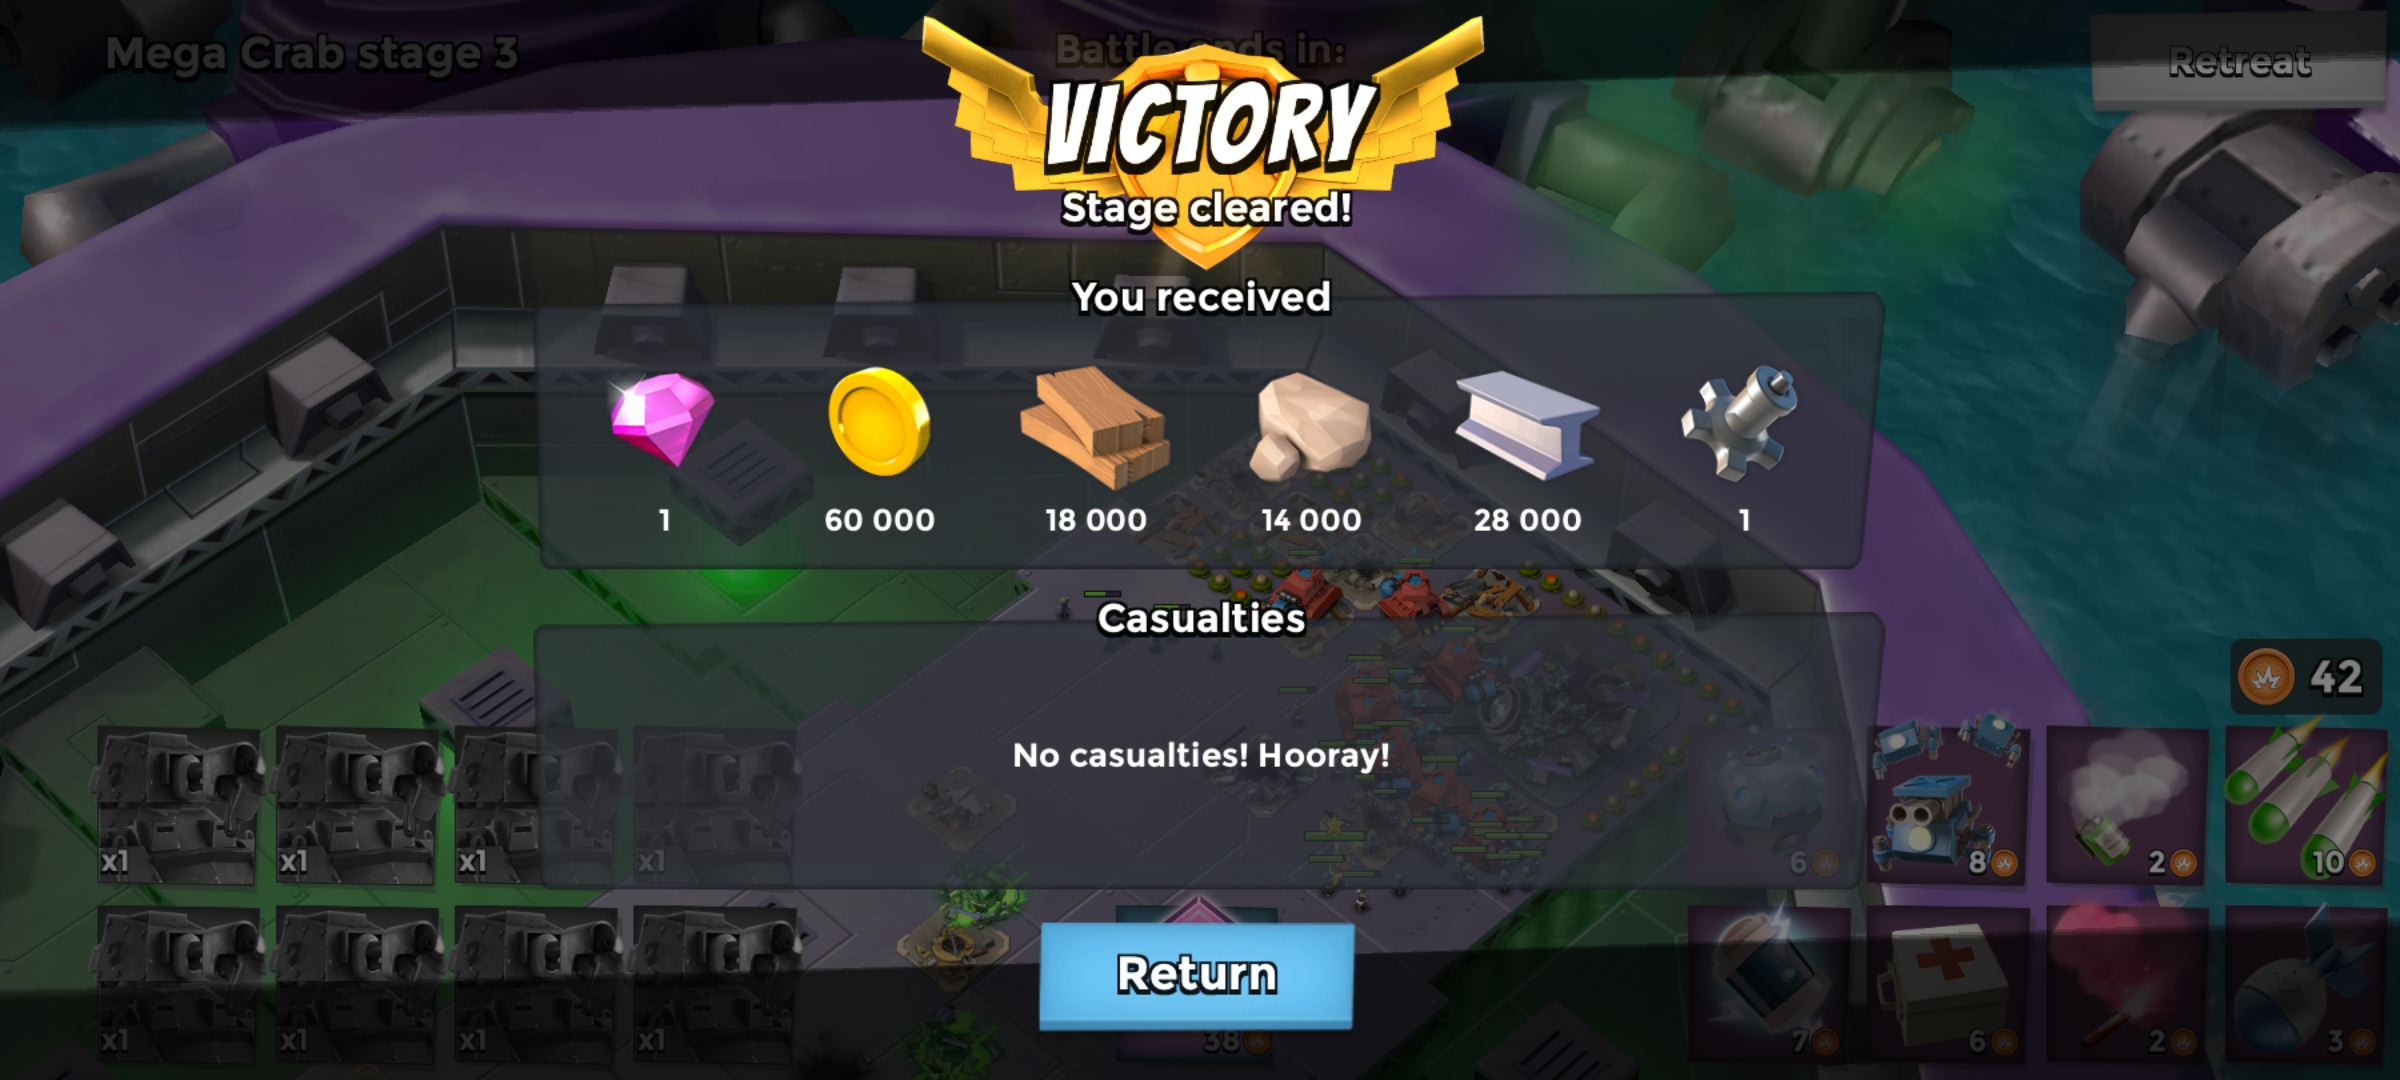 Mega Crab stage 3
Battle ends in:
Retreat
VICTORY
Stage cleared!
You received
1
60 000
18 000
14 000
28 000
1
Casualties
No casualties! Hooray!
42
x1
x1
x1
x1
6
8
2
10
x1
x1
x1
x1
Return
38
7
6
2
3